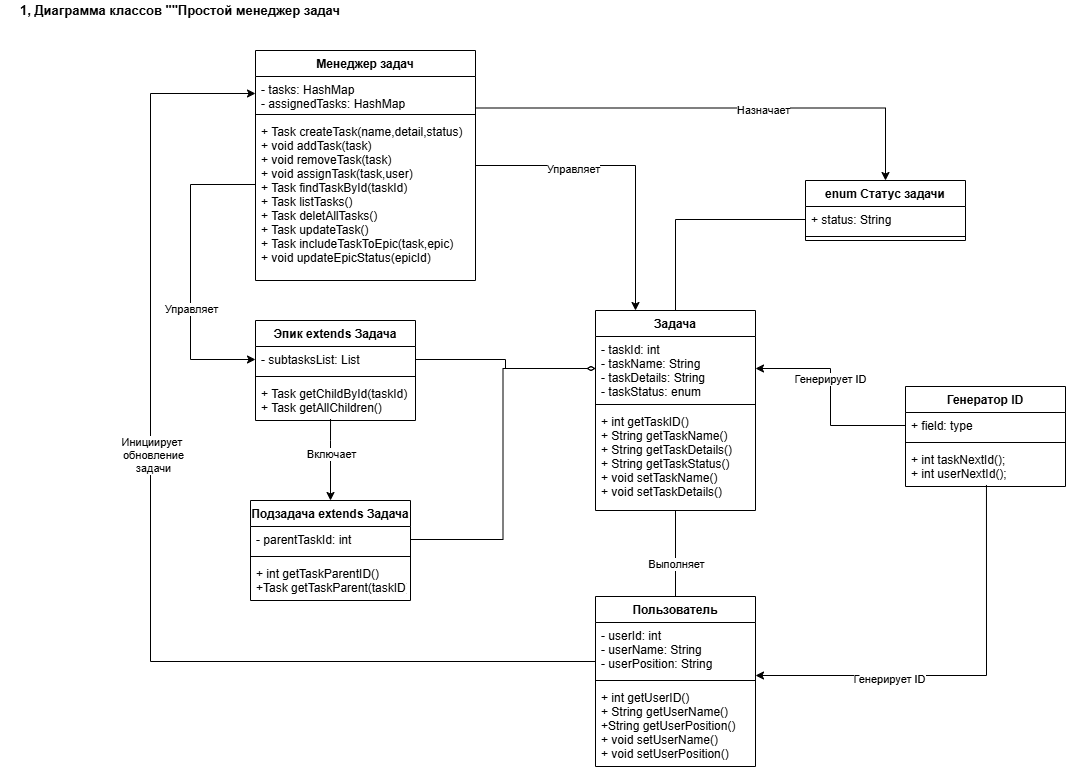 1, Диаграмма классов ""Простой менеджер задач
Менеджер задач
- tasks: HashMap
- assignedTasks: HashMap
+ Task createTask(name,detail,status)
+ void addTask(task)
+ void removeTask(task)
+ void assignTask(task,user)
+ Task findTaskById(taskId)
+ Task listTasks()
+ Task deletAllTasks()
+ Task updateTask()
+ Task includeTaskToEpic(task,epic)
+ void updateEpicStatus(epicId)
Назначает
Управляет
enum Статус задачи
+ status: String
Управляет
Эпик extends Задача
- subtasksList: List
+ Task getChildById(taskId)
+ Task getAllChildren()
Включает
Подзадача extends Задача
- parentTaskId: int
+ int getTaskParentID()
+Task getTaskParent(taskID
Задача
- taskId: int
- taskName: String
- taskDetails: String
- taskStatus: enum
+ int getTaskID()
+ String getTaskName()
+ String getTaskDetails()
+ String getTaskStatus()
+ void setTaskName()
+ void setTaskDetails()
Генерирует ID
Генератор ID
+ field: type
+ int taskNextId();
+ int userNextId();
Инициирует
обновление
задачи
Выполняет
Пользователь
- userId: int
- userName: String
- userPosition: String
+ int getUserID()
+ String getUserName()
+String getUserPosition()
+ void setUserName()
+ void setUserPosition()
Генерирует ID